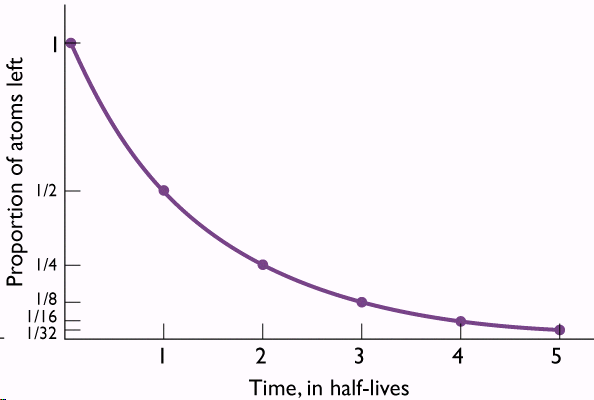 Proportion of atoms left
1
1/2
1/4
1/8
1/16
1/32
1 2 3 4 5
Time, in half-lives